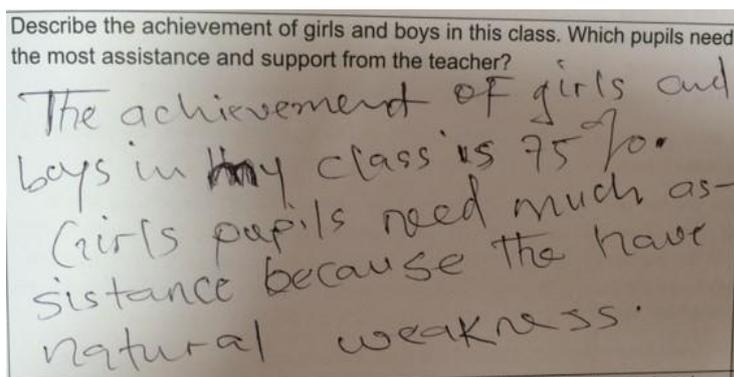 Describe the achievement of girls and boys in this class. Which pupils need
the most assistance and support from the teacher?
The achievement of girls and
boys in my class is 75%.
Girls pupils need much as-
sistance because the have
natural weakness.